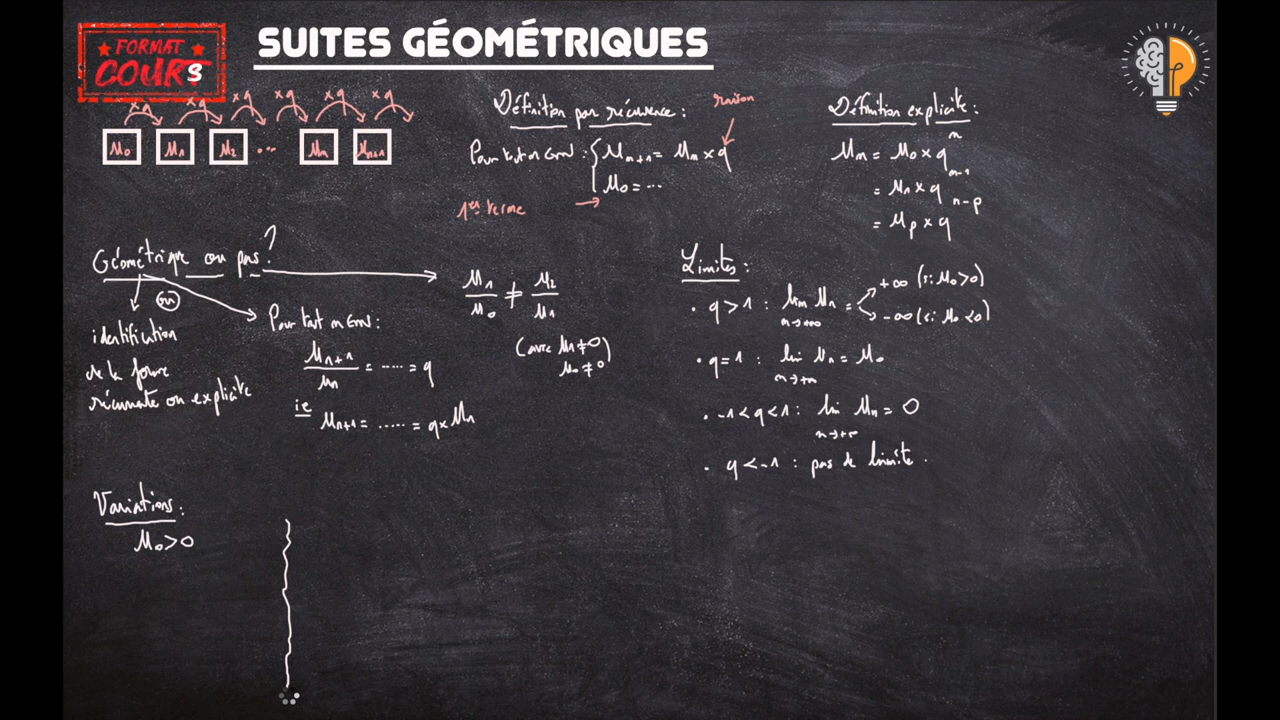 FORMAT
COURS
SUITES GÉOMÉTRIQUES
×q ×q ×q ×q ×q ×q
u₀ u₁ u₂ ... uₙ uₙ₊₁
Définition par récurrence :
raison
Pour tout n ∈ ℕ : { uₙ₊₁ = uₙ × q
u₀ = ...
1er terme →
Définition explicite :
uₙ = u₀ × qⁿ
= u₁ × qⁿ⁻¹
= uₚ × qⁿ⁻ᵖ
Géométrique ou pas ?
ou
identification
de la forme
récurrente ou explicite
Pour tout n ∈ ℕ :
uₙ₊₁/uₙ = ..... = q
ie
uₙ₊₁ = ..... = q × uₙ
u₁/u₀ ≠ u₂/u₁
(avec u₁ ≠ 0
u₀ ≠ 0)
Limites :
• q > 1 : lim uₙ = +∞ (si u₀ > 0)
n→+∞ -∞ (si u₀ < 0)
• q = 1 : lim uₙ = u₀
n→+∞
• -1 < q < 1 : lim uₙ = 0
n→+∞
• q < -1 : pas de limite.
Variations :
u₀ > 0